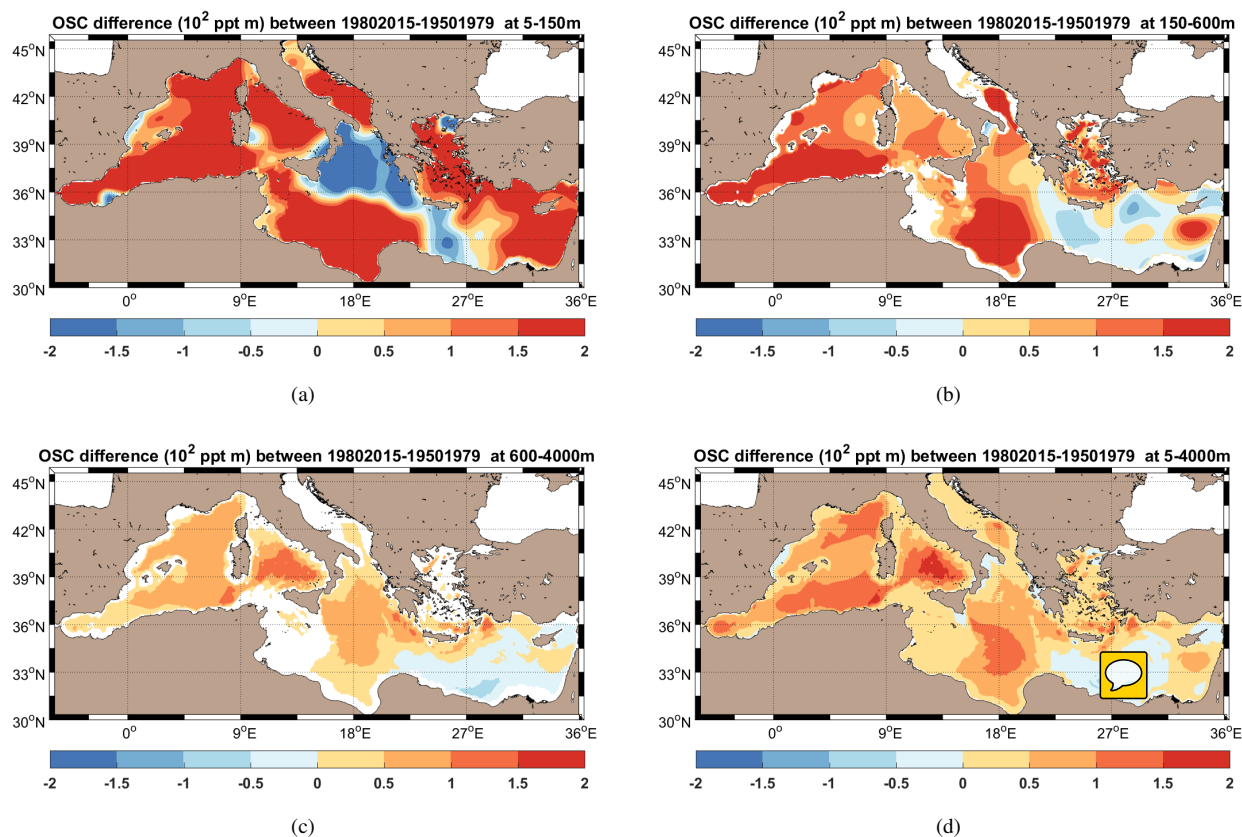 OSC difference (10² ppt m) between 19802015-19501979 at 5-150m
45°N
42°N
39°N
36°N
33°N
30°N
0° 9°E 18°E 27°E 36°E
-2 -1.5 -1 -0.5 0 0.5 1 1.5 2
(a)
OSC difference (10² ppt m) between 19802015-19501979 at 150-600m
45°N
42°N
39°N
36°N
33°N
30°N
0° 9°E 18°E 27°E 36°E
-2 -1.5 -1 -0.5 0 0.5 1 1.5 2
(b)
OSC difference (10² ppt m) between 19802015-19501979 at 600-4000m
45°N
42°N
39°N
36°N
33°N
30°N
0° 9°E 18°E 27°E 36°E
-2 -1.5 -1 -0.5 0 0.5 1 1.5 2
(c)
OSC difference (10² ppt m) between 19802015-19501979 at 5-4000m
45°N
42°N
39°N
36°N
33°N
30°N
0° 9°E 18°E 27°E 36°E
-2 -1.5 -1 -0.5 0 0.5 1 1.5 2
(d)